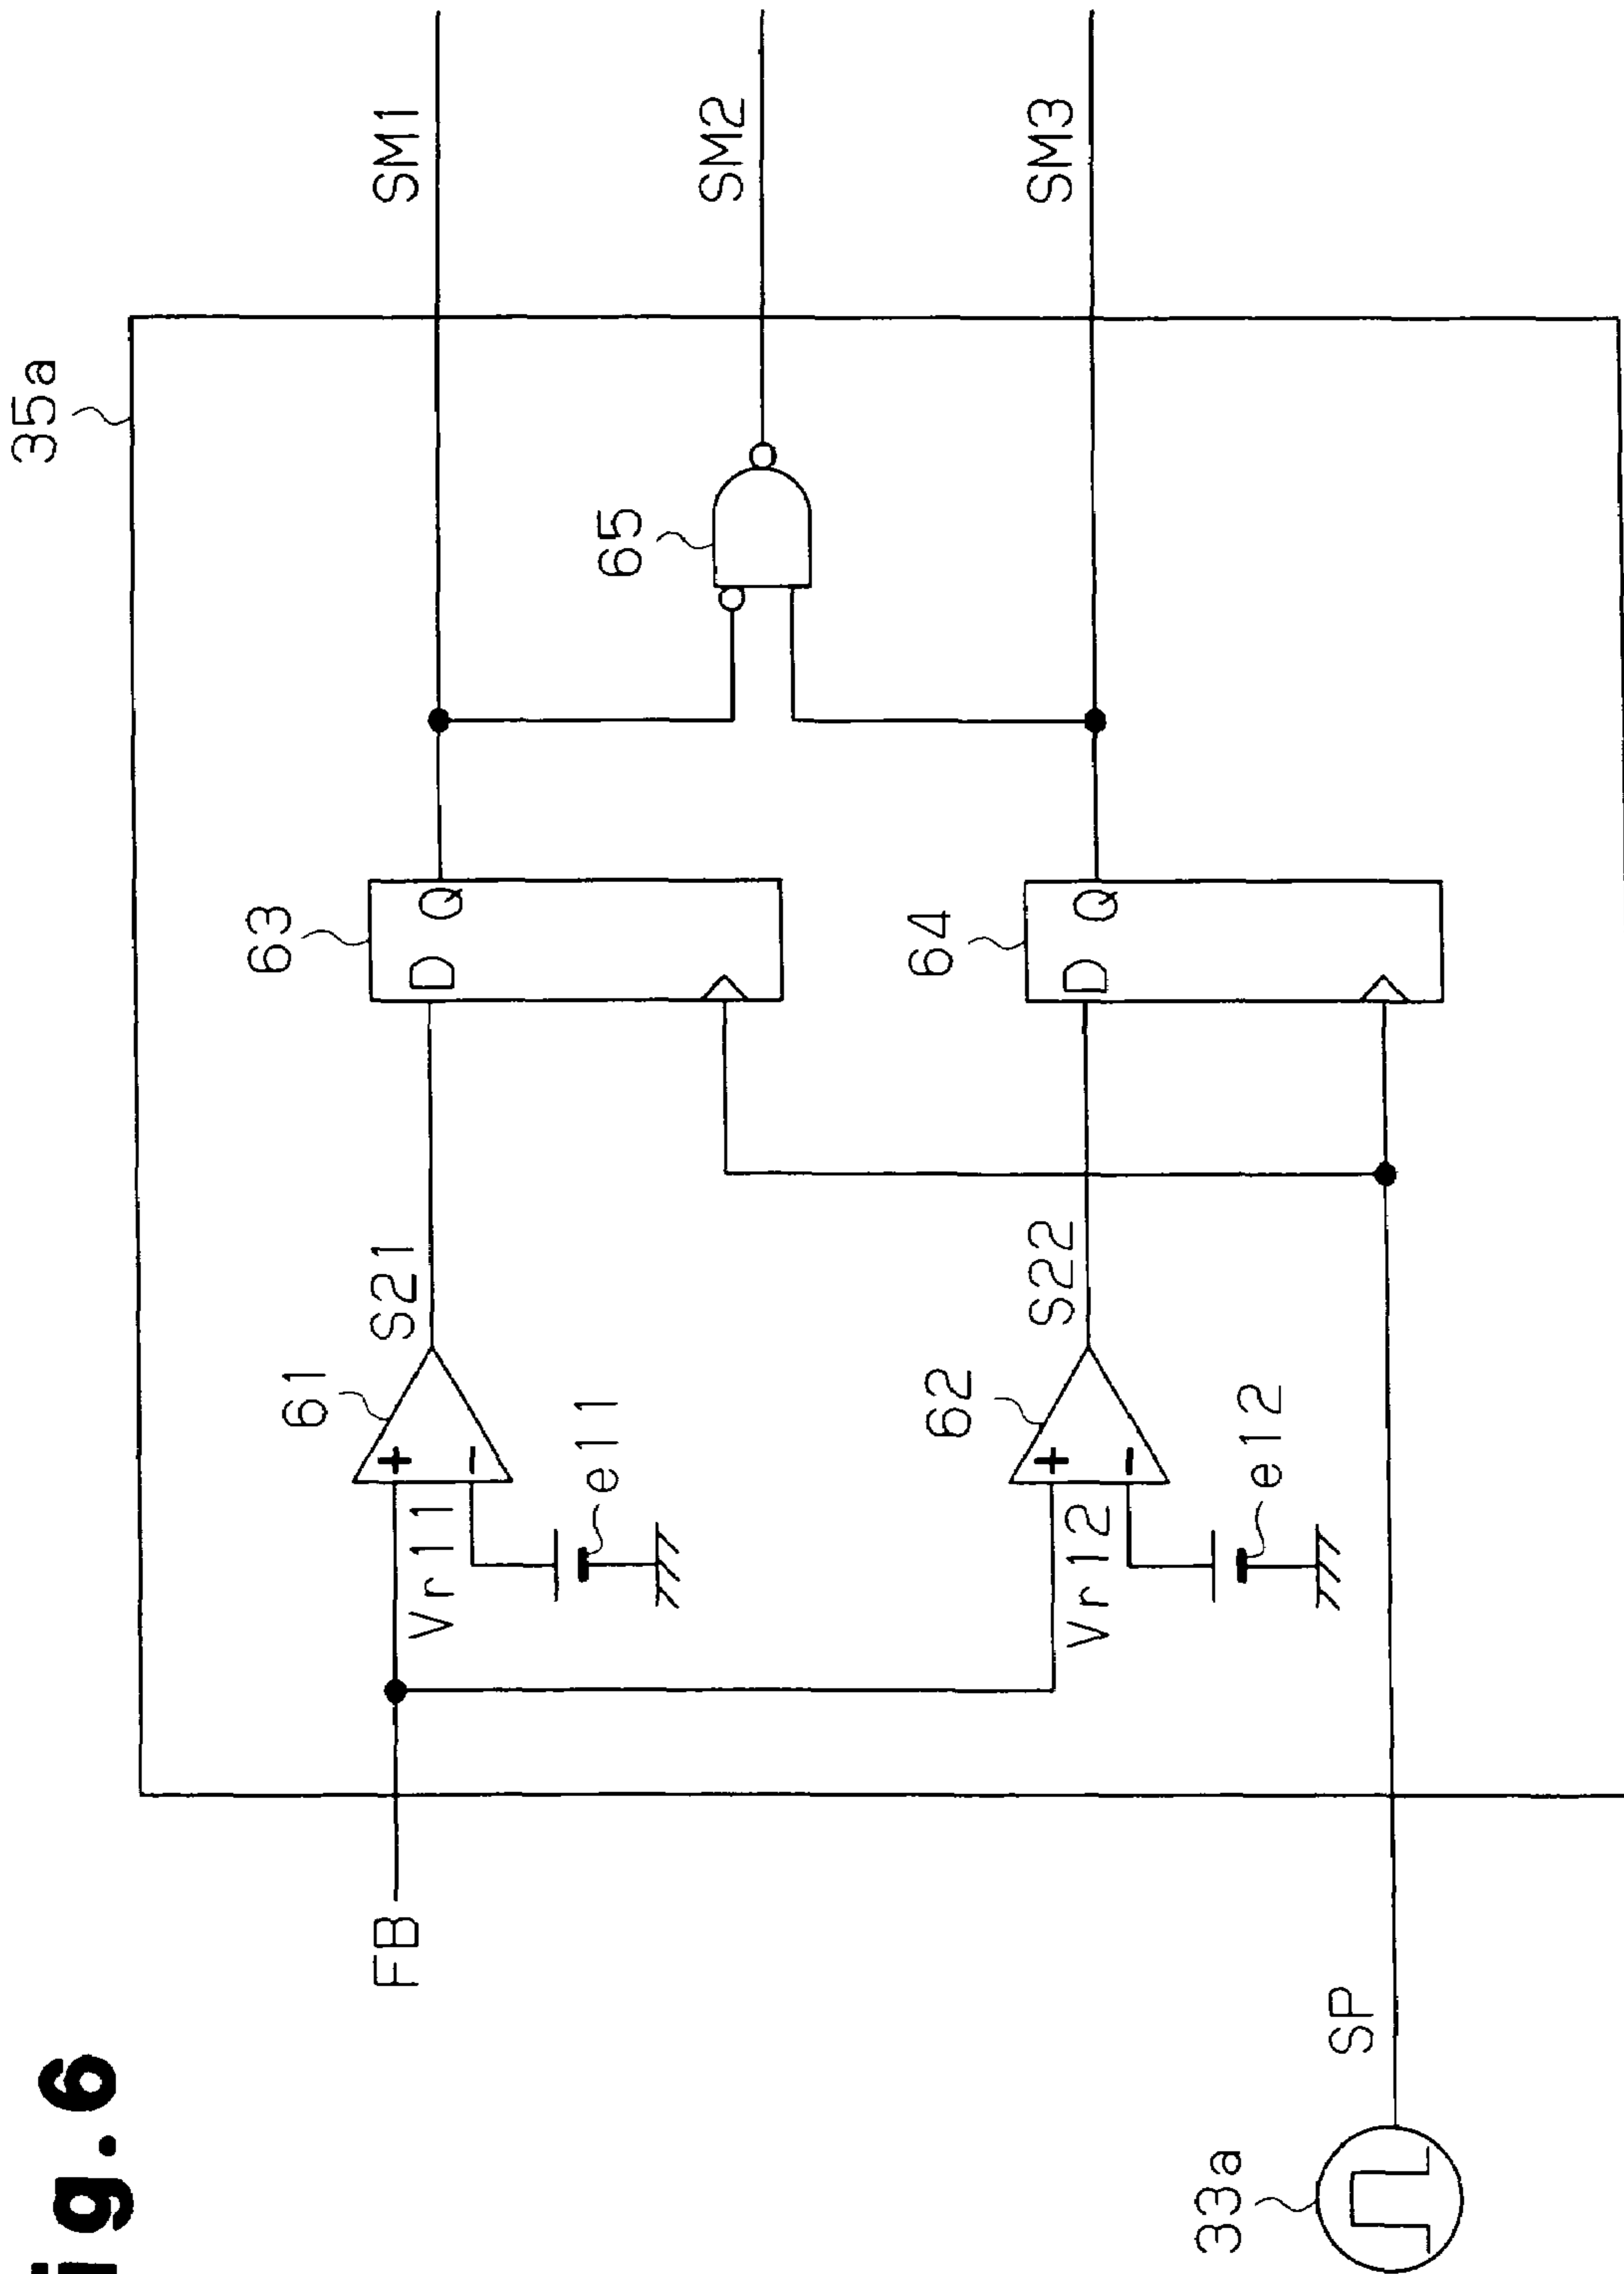 ig.6
35a
FB
61
S21
63
SM1
Vr11
e11
D Q
65
SM2
62
S22
64
SM3
Vr12
e12
D Q
33a
SP
+
-
+
-